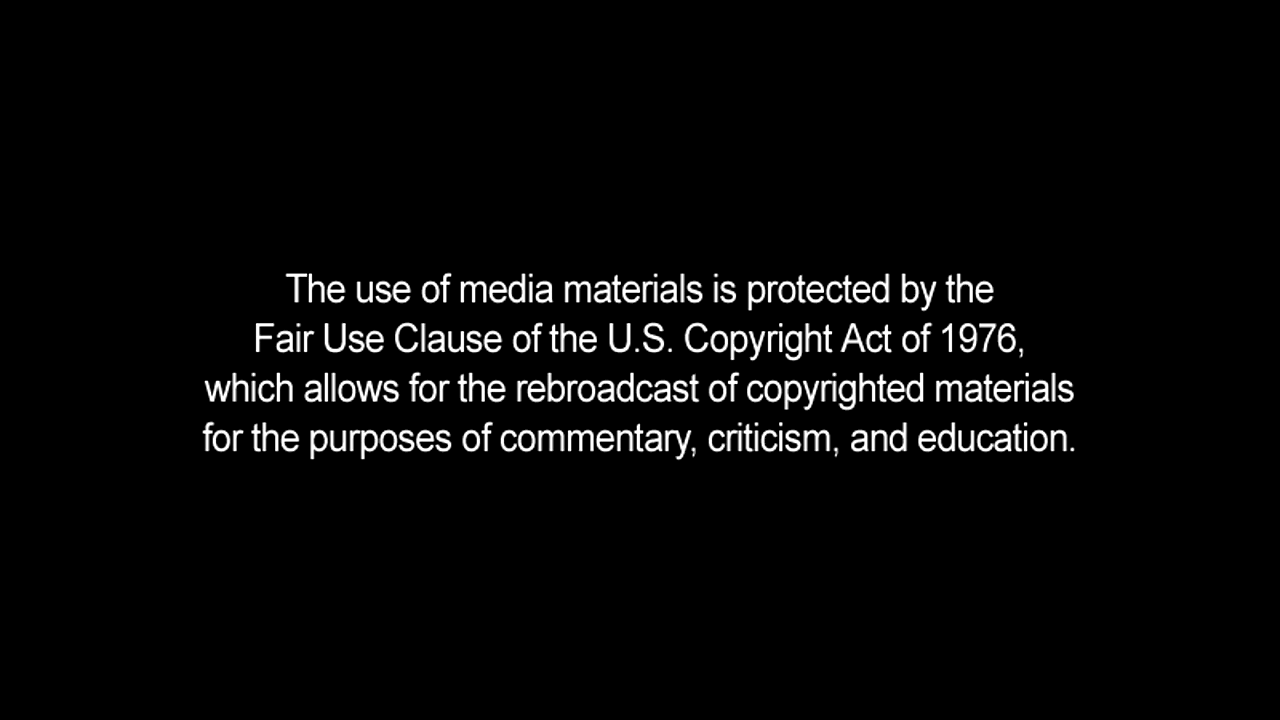 The use of media materials is protected by the
Fair Use Clause of the U.S. Copyright Act of 1976,
which allows for the rebroadcast of copyrighted materials
for the purposes of commentary, criticism, and education.